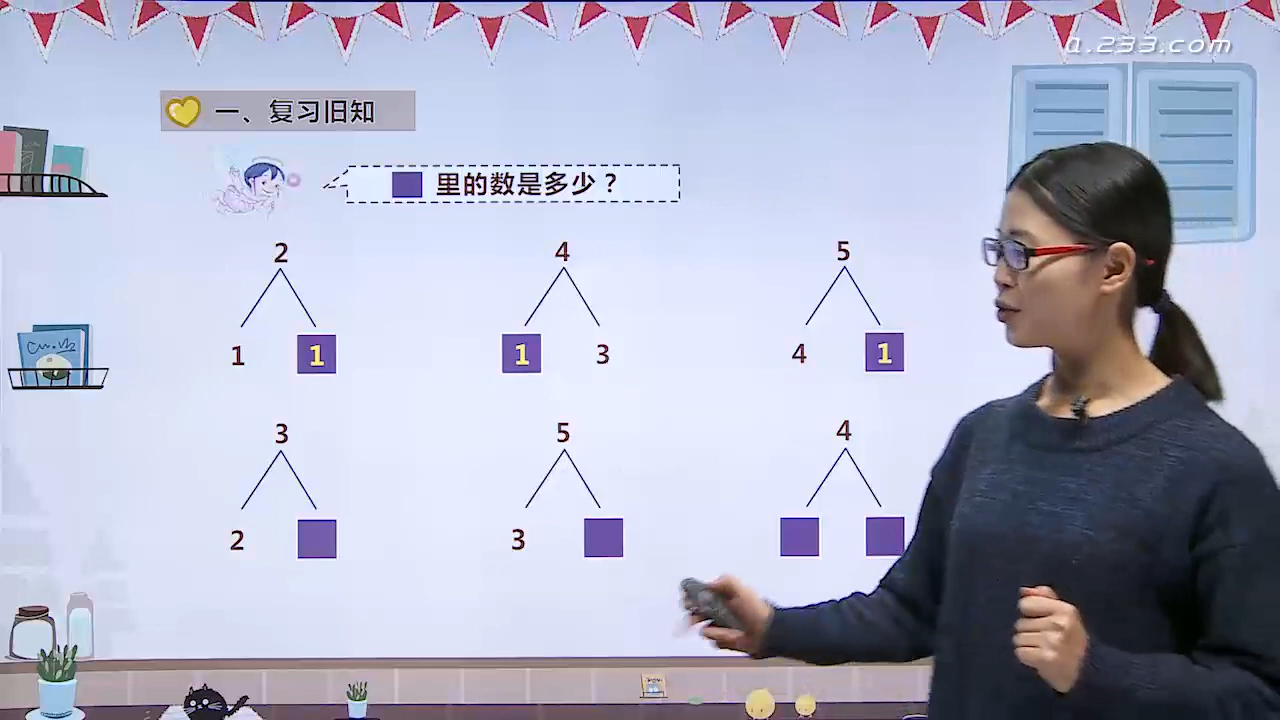 a.233.com
一、复习旧知
里的数是多少？
2 4 5
1 1 1 3 4 1
3 5 4
2 3